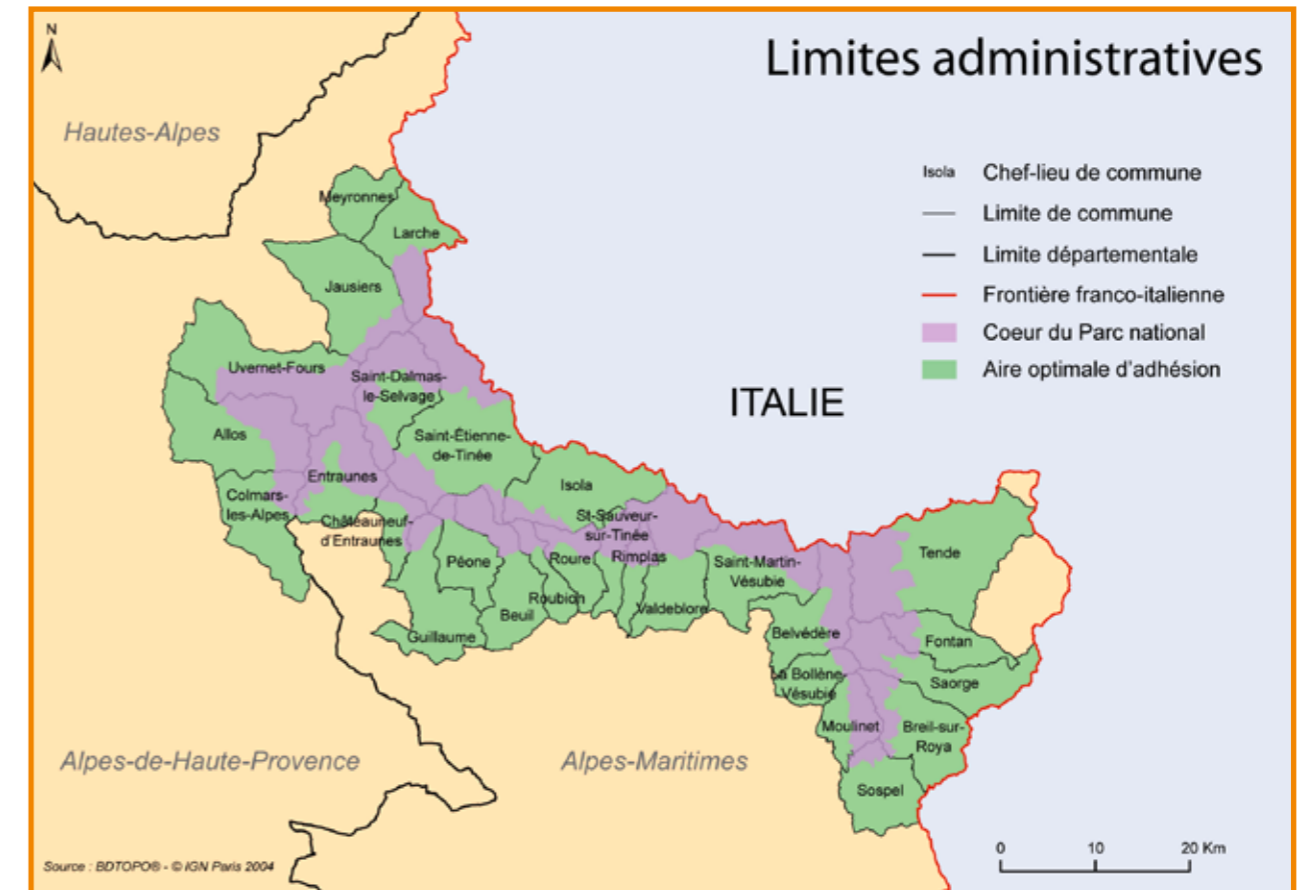 N
Limites administratives
Hautes-Alpes
Isola Chef-lieu de commune
Limite de commune
Limite départementale
Frontière franco-italienne
Coeur du Parc national
Aire optimale d'adhésion
Meyronnes
Larche
Jausiers
Uvernet-Fours
Saint-Dalmas-
le-Selvage
ITALIE
Allos
Saint-Étienne-
de-Tinée
Entraunes
Isola
Colmars-
les-Alpes
Châteauneuf-
d'Entraunes
St-Sauveur-
sur-Tinée
Péone
Roure
Rimplas
Saint-Martin-
Vésubie
Tende
Roubion
Beuil
Valdeblore
Guillaume
Belvédère
Fontan
La Bollène-
Vésubie
Saorge
Moulinet
Breil-sur-
Roya
Alpes-de-Haute-Provence
Alpes-Maritimes
Sospel
0 10 20 Km
Source : BDTOPO® - © IGN Paris 2004